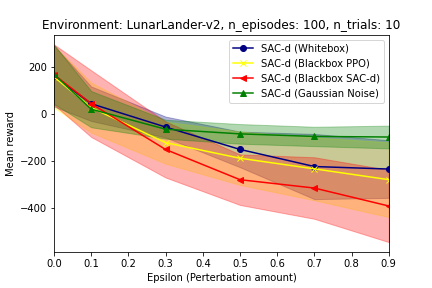 Environment: LunarLander-v2, n_episodes: 100, n_trials: 10
SAC-d (Whitebox)
SAC-d (Blackbox PPO)
SAC-d (Blackbox SAC-d)
SAC-d (Gaussian Noise)
Mean reward
200
0
−200
−400
0.0 0.1 0.2 0.3 0.4 0.5 0.6 0.7 0.8 0.9
Epsilon (Perterbation amount)